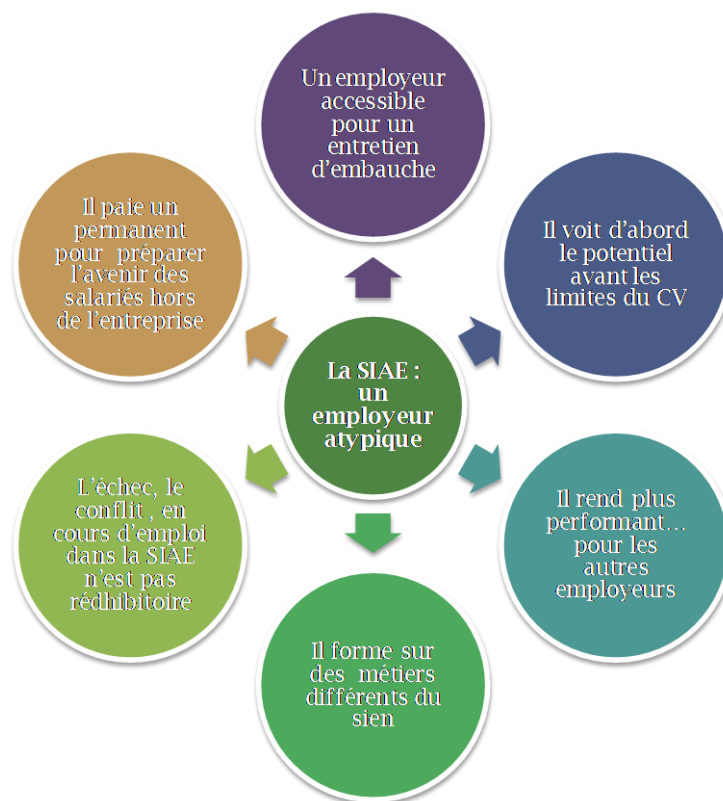 Un employeur
accessible
pour un
entretien
d'embauche
Il voit d'abord
le potentiel
avant les
limites du CV
Il rend plus
performant...
pour les
autres
employeurs
Il forme sur
des métiers
différents du
sien
L'échec, le
conflit , en
cours d'emploi
dans la SIAE
n'est pas
rédhibitoire
Il paie un
permanent
pour préparer
l'avenir des
salariés hors
de l'entreprise
La SIAE :
un
employeur
atypique